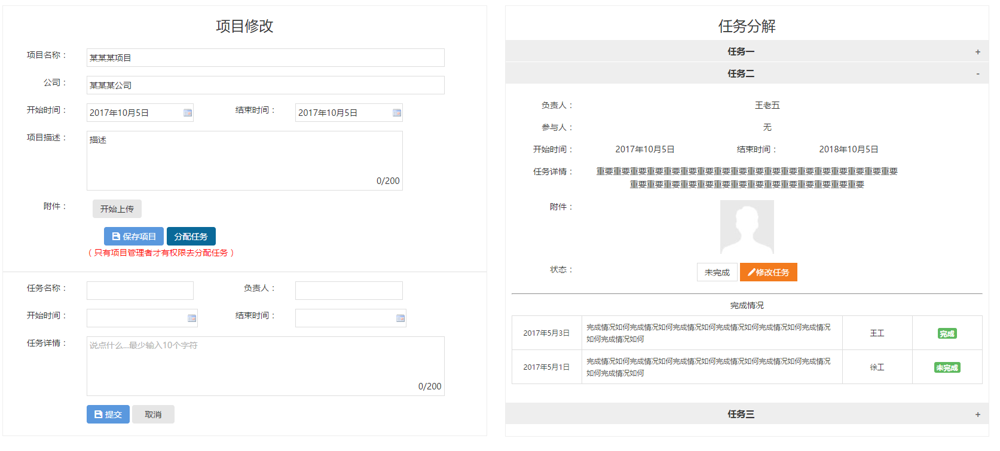 项目修改
项目名称： 某某某项目
公司： 某某某公司
开始时间： 2017年10月5日 结束时间： 2017年10月5日
项目描述： 描述
0/200
附件： 开始上传
保存项目 分配任务
（只有项目管理者才有权限去分配任务）
任务名称： 负责人：
开始时间： 结束时间：
任务详情： 说点什么...最少输入10个字符
0/200
提交 取消
任务分解
任务一 +
任务二 -
负责人： 王老五
参与人： 无
开始时间： 2017年10月5日 结束时间： 2018年10月5日
任务详情： 重要重要重要重要重要重要重要重要重要重要重要重要重要重要重要重要重要重要
重要重要重要重要重要重要重要重要重要重要重要重要重要重要
附件：
状态： 未完成 修改任务
完成情况
2017年5月3日 完成情况如何完成情况如何完成情况如何完成情况如何完成情况如何完成情况
如何完成情况如何 王工 完成
2017年5月1日 完成情况如何完成情况如何完成情况如何完成情况如何完成情况如何完成情况
如何完成情况如何 徐工 未完成
任务三 +